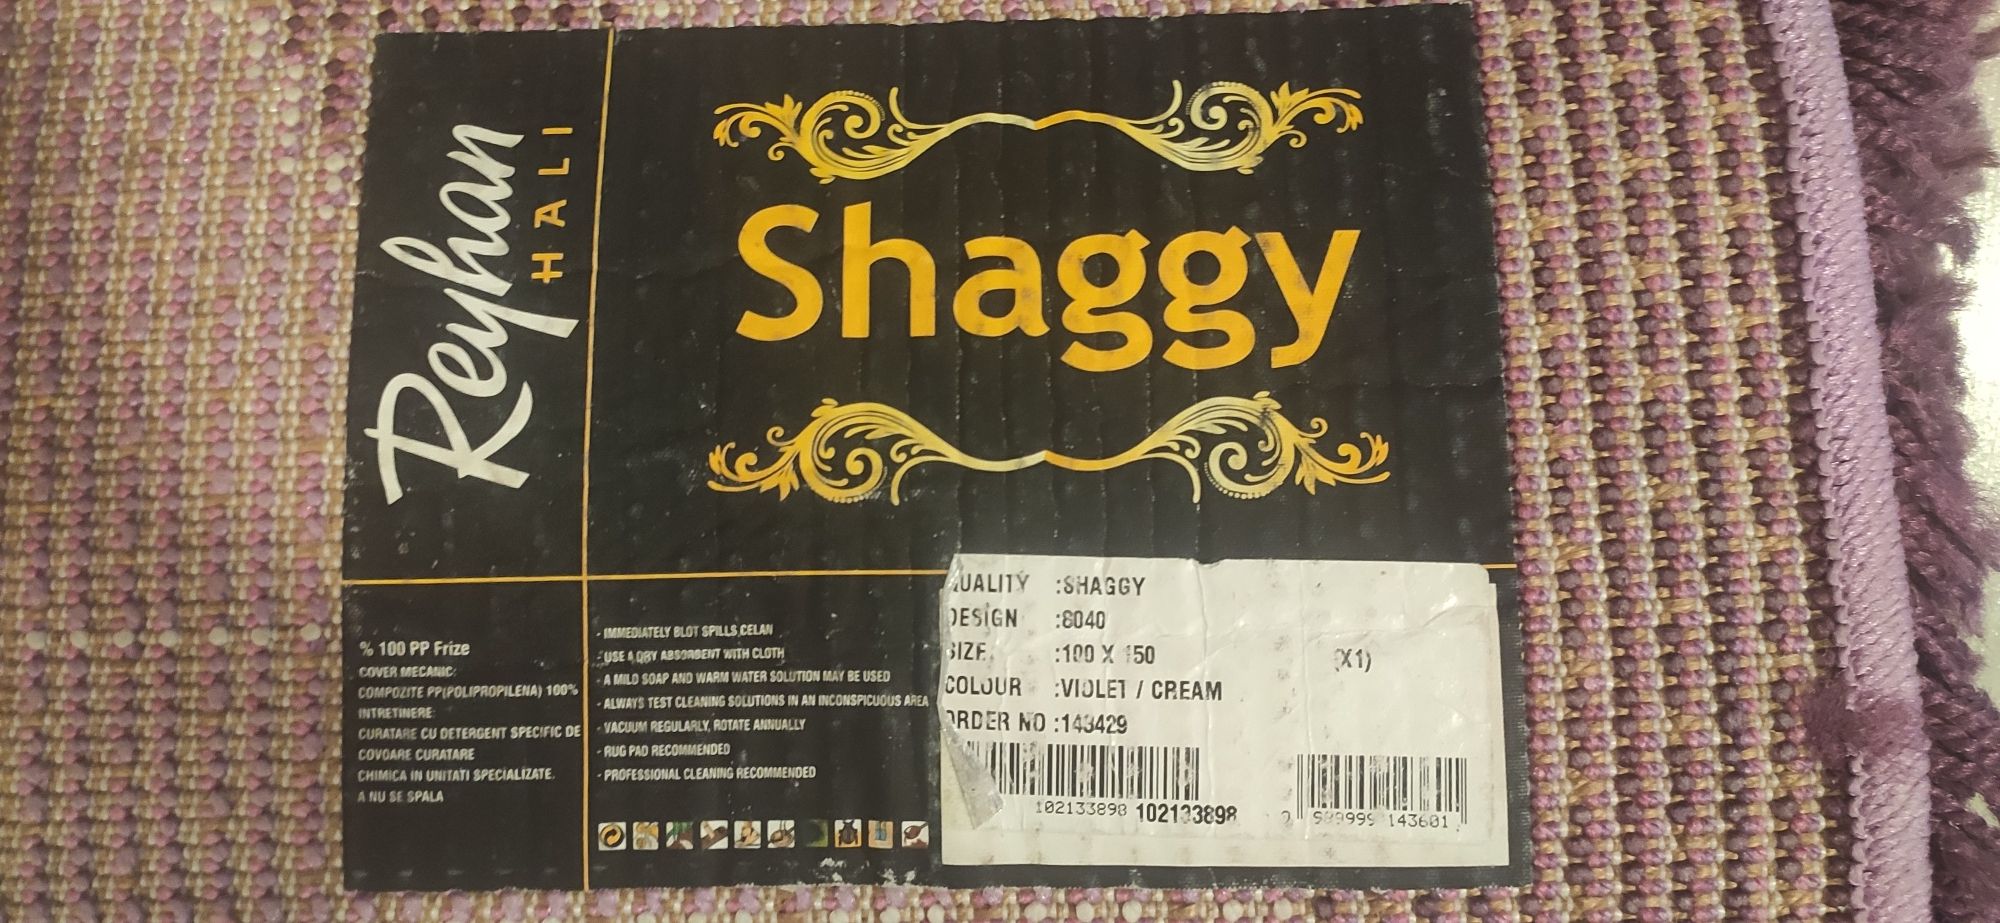 Reyhan
HALI
Shaggy
% 100 PP Frize
COVER MECANIC:
COMPOZITE PP(POLIPROPILENA) 100%
INTRETINERE:
CURATARE CU DETERGENT SPECIFIC DE
COVOARE CURATARE
CHIMICA IN UNITATI SPECIALIZATE.
A NU SE SPALA
- IMMEDIATELY BLOT SPILLS CELAN
- USE A DRY ABSORBENT WITH CLOTH
- A MILD SOAP AND WARM WATER SOLUTION MAY BE USED
- ALWAYS TEST CLEANING SOLUTIONS IN AN INCONSPICUOUS AREA
- VACUUM REGULARLY, ROTATE ANNUALLY
- RUG PAD RECOMMENDED
- PROFESSIONAL CLEANING RECOMMENDED
QUALITY :SHAGGY
DESIGN :8040
SIZE :100 X 150 (X1)
COLOUR :VIOLET / CREAM
ORDER NO :143429
102133898 102133898
143601